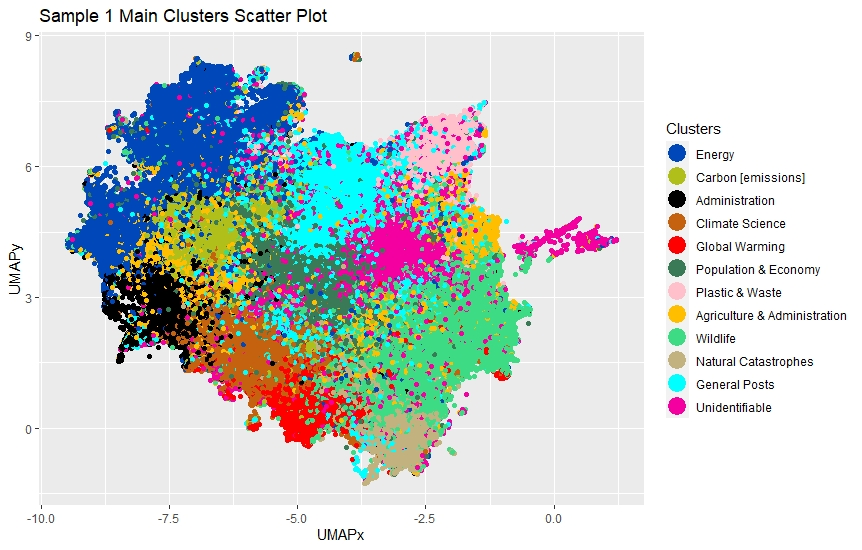 Sample 1 Main Clusters Scatter Plot
9
6
3
0
UMAPy
-10.0
-7.5
-5.0
-2.5
0.0
UMAPx
Clusters
Energy
Carbon [emissions]
Administration
Climate Science
Global Warming
Population & Economy
Plastic & Waste
Agriculture & Administration
Wildlife
Natural Catastrophes
General Posts
Unidentifiable